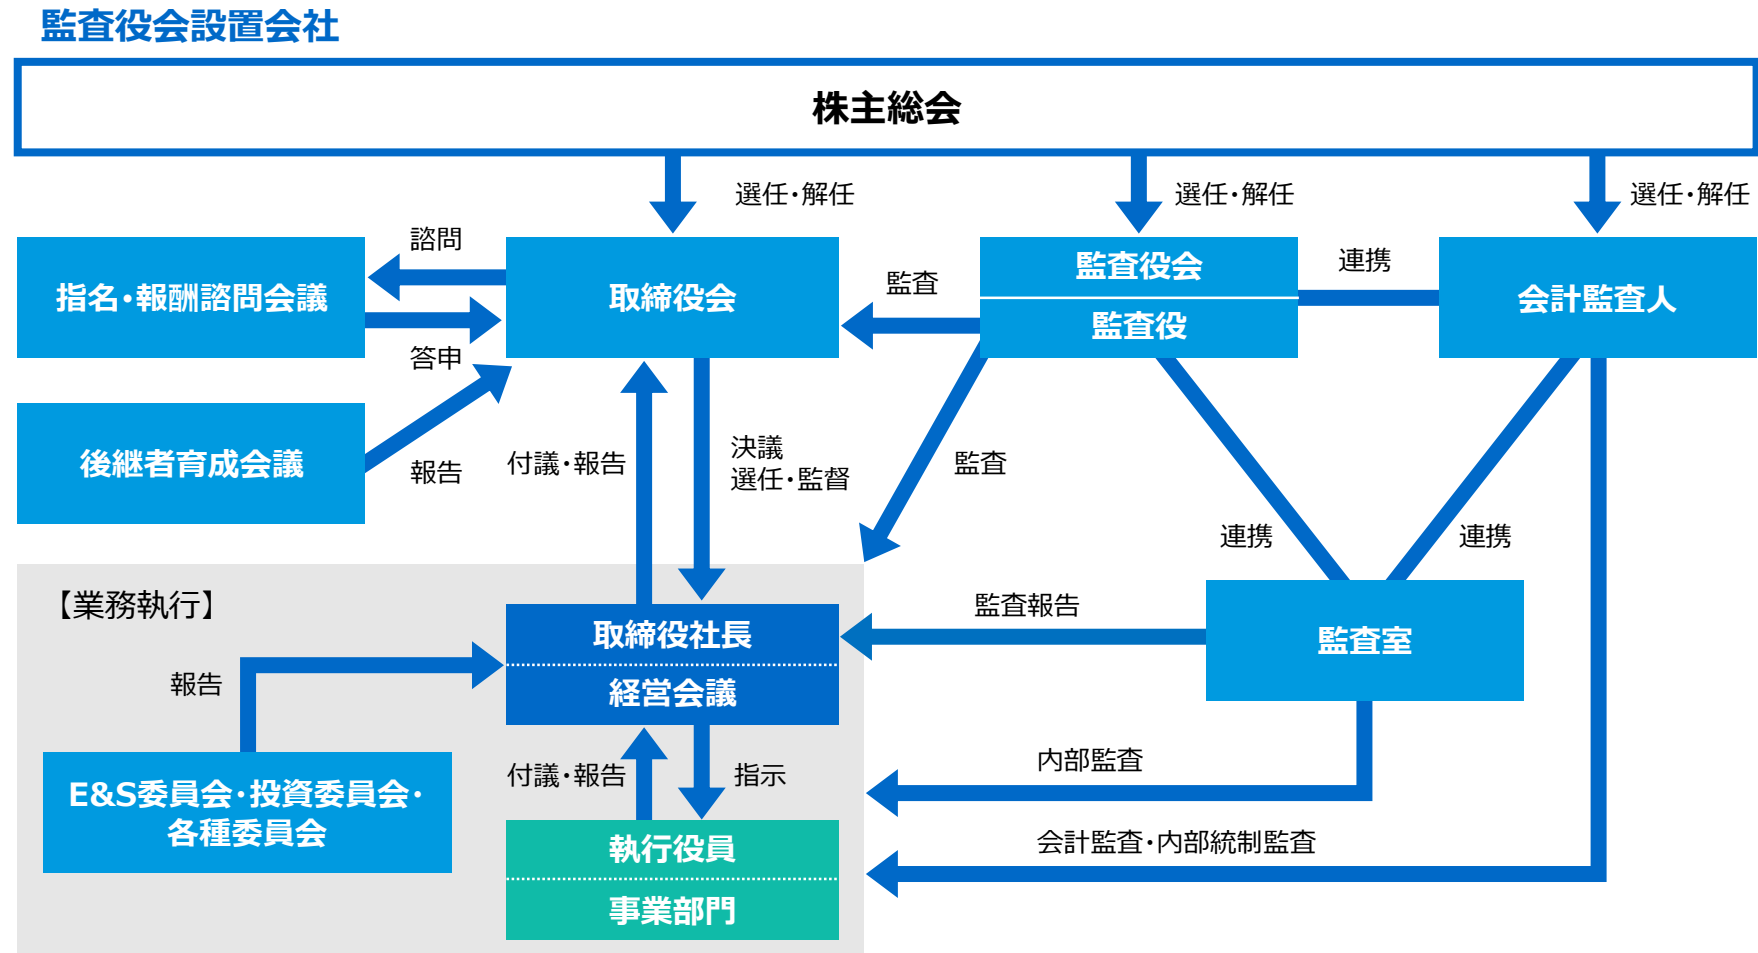 監査役会設置会社
株主総会
選任・解任
選任・解任
選任・解任
諮問
指名・報酬諮問会議
答申
取締役会
監査
監査役会
監査役
連携
会計監査人
後継者育成会議
報告
付議・報告
決議
選任・監督
監査
連携
連携
【業務執行】
取締役社長
経営会議
監査報告
監査室
報告
E&S委員会・投資委員会・
各種委員会
付議・報告
指示
内部監査
執行役員
事業部門
会計監査・内部統制監査